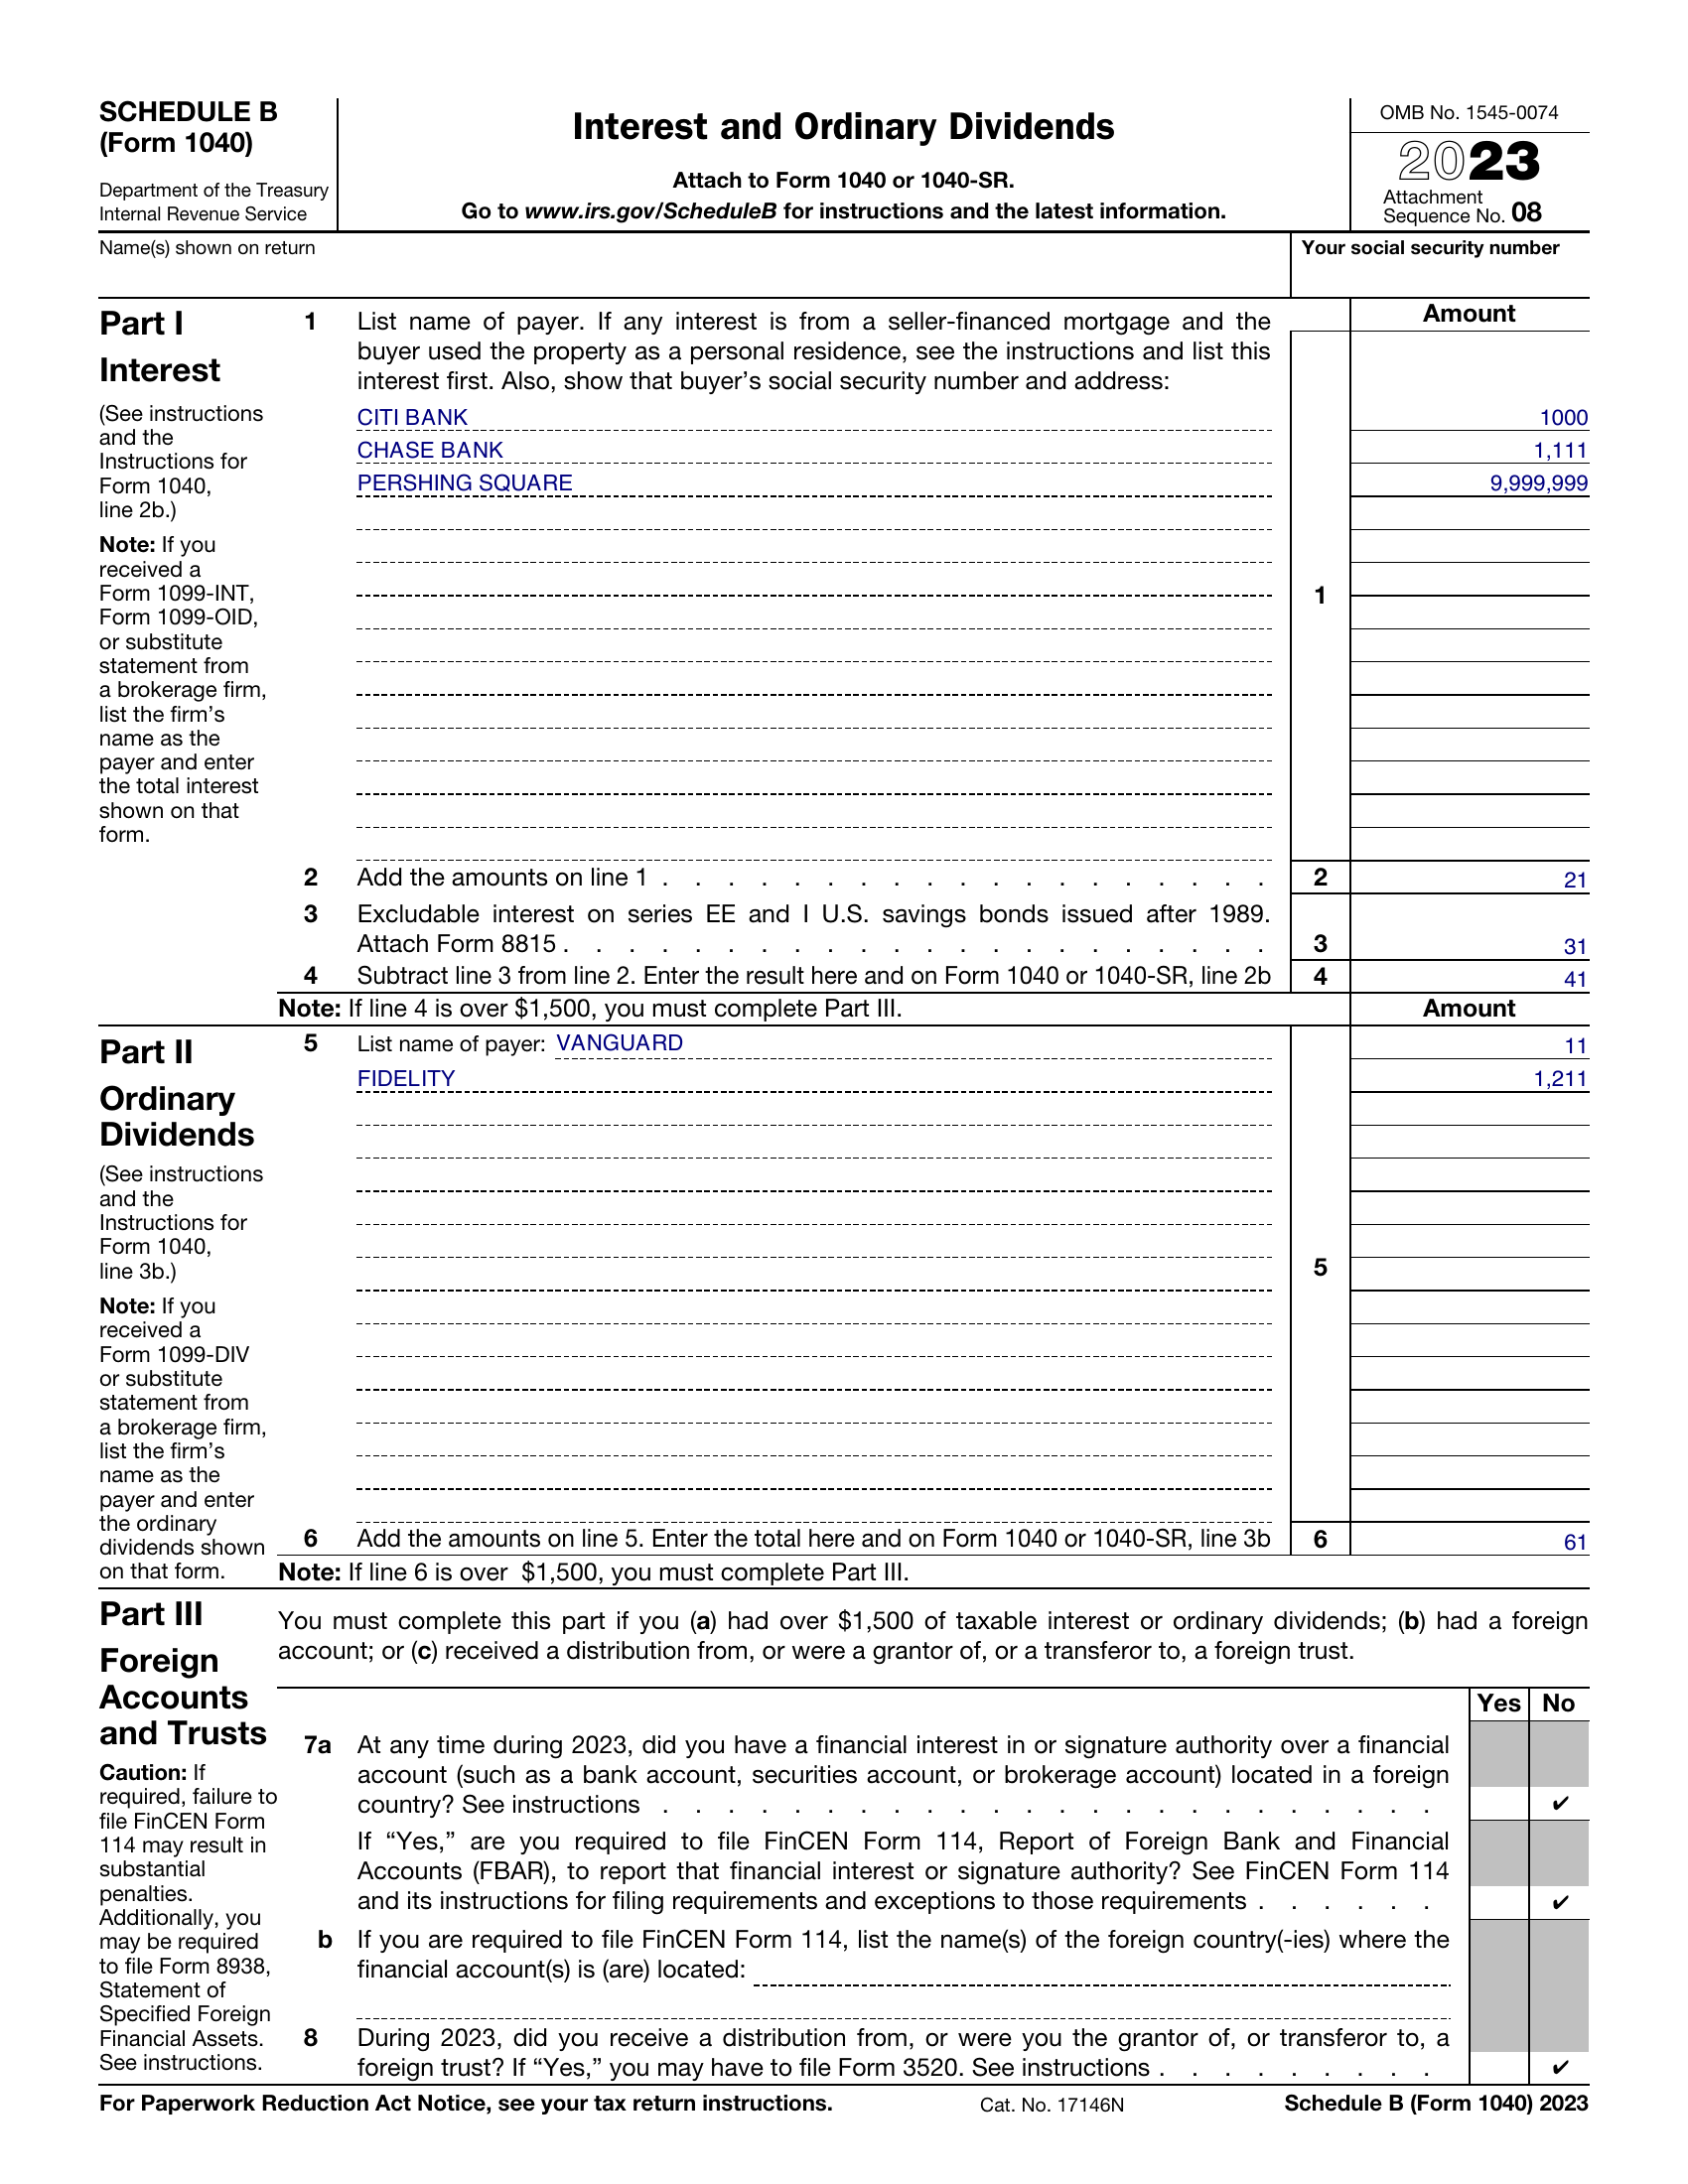 SCHEDULE B
(Form 1040)
Department of the Treasury
Internal Revenue Service
Interest and Ordinary Dividends
Attach to Form 1040 or 1040-SR.
Go to www.irs.gov/ScheduleB for instructions and the latest information.
OMB No. 1545-0074
2023
Attachment
Sequence No. 08
Name(s) shown on return
Your social security number
Part I
Interest
(See instructions
and the
Instructions for
Form 1040,
line 2b.)
Note: If you
received a
Form 1099-INT,
Form 1099-OID,
or substitute
statement from
a brokerage firm,
list the firm’s
name as the
payer and enter
the total interest
shown on that
form.
Amount
1 List name of payer. If any interest is from a seller-financed mortgage and the
buyer used the property as a personal residence, see the instructions and list this
interest first. Also, show that buyer’s social security number and address:
CITI BANK 1000
CHASE BANK 1,111
PERSHING SQUARE 9,999,999
1
2 Add the amounts on line 1 . . . . . . . . . . . . . . . . . . . 2 21
3 Excludable interest on series EE and I U.S. savings bonds issued after 1989.
Attach Form 8815 . . . . . . . . . . . . . . . . . . . . . . 3 31
4 Subtract line 3 from line 2. Enter the result here and on Form 1040 or 1040-SR, line 2b 4 41
Note: If line 4 is over $1,500, you must complete Part III. Amount
Part II
Ordinary
Dividends
(See instructions
and the
Instructions for
Form 1040,
line 3b.)
Note: If you
received a
Form 1099-DIV
or substitute
statement from
a brokerage firm,
list the firm’s
name as the
payer and enter
the ordinary
dividends shown
on that form.
5 List name of payer: VANGUARD 11
FIDELITY 1,211
5
6 Add the amounts on line 5. Enter the total here and on Form 1040 or 1040-SR, line 3b 6 61
Note: If line 6 is over $1,500, you must complete Part III.
Part III
Foreign
Accounts
and Trusts
Caution: If
required, failure to
file FinCEN Form
114 may result in
substantial
penalties.
Additionally, you
may be required
to file Form 8938,
Statement of
Specified Foreign
Financial Assets.
See instructions.
You must complete this part if you (a) had over $1,500 of taxable interest or ordinary dividends; (b) had a foreign
account; or (c) received a distribution from, or were a grantor of, or a transferor to, a foreign trust.
Yes No
7a At any time during 2023, did you have a financial interest in or signature authority over a financial
account (such as a bank account, securities account, or brokerage account) located in a foreign
country? See instructions . . . . . . . . . . . . . . . . . . . . . . . . ✔
If “Yes,” are you required to file FinCEN Form 114, Report of Foreign Bank and Financial
Accounts (FBAR), to report that financial interest or signature authority? See FinCEN Form 114
and its instructions for filing requirements and exceptions to those requirements . . . . . . ✔
b If you are required to file FinCEN Form 114, list the name(s) of the foreign country(-ies) where the
financial account(s) is (are) located:
8 During 2023, did you receive a distribution from, or were you the grantor of, or transferor to, a
foreign trust? If “Yes,” you may have to file Form 3520. See instructions . . . . . . . . . ✔
For Paperwork Reduction Act Notice, see your tax return instructions. Cat. No. 17146N Schedule B (Form 1040) 2023